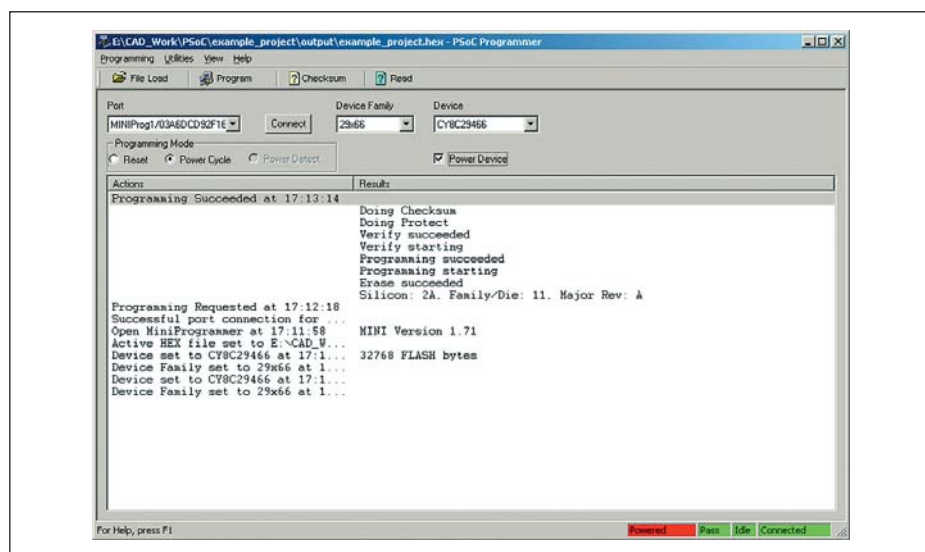 E:\CAD_Work\PSoC\example_project\output\example_project.hex - PSoC Programmer
Programming Utilities View Help
File Load Program Checksum Read
Port Device Family Device
MINIProg1/03A6DCD92F16 Connect 29x66 CY8C29466
Programming Mode
Reset Power Cycle Power Detect Power Device
Actions Results
Programming Succeeded at 17:13:14
Doing Checksum
Doing Protect
Verify succeeded
Verify starting
Programming succeeded
Programming starting
Erase succeeded
Silicon: 2A, Family/Die: 11, Major Rev: A
Programming Requested at 17:12:18
Successful port connection for ...
Open MiniProgrammer at 17:11:58 MINI Version 1.71
Active HEX file set to E:\CAD_W...
Device set to CY8C29466 at 17:1... 32768 FLASH bytes
Device Family set to 29x66 at 1...
Device set to CY8C29466 at 17:1...
Device Family set to 29x66 at 1...
For Help, press F1 Powered Pass Idle Connected